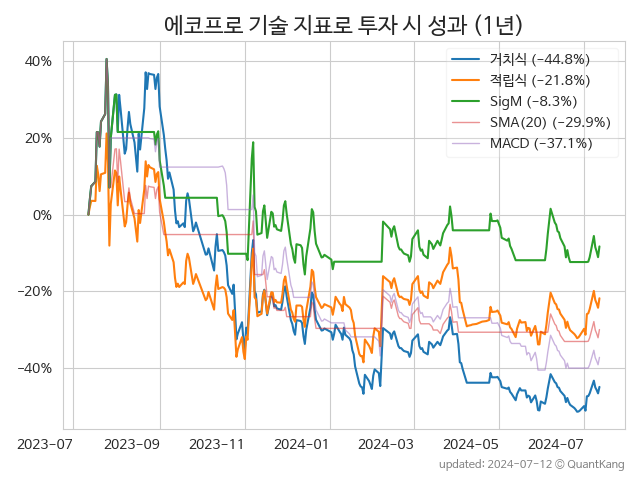 에코프로 기술 지표로 투자 시 성과 (1년)
거치식 (−44.8%)
적립식 (−21.8%)
SigM (−8.3%)
SMA(20) (−29.9%)
MACD (−37.1%)
40%
20%
0%
−20%
−40%
2023-07 2023-09 2023-11 2024-01 2024-03 2024-05 2024-07
updated: 2024-07-12 © QuantKang